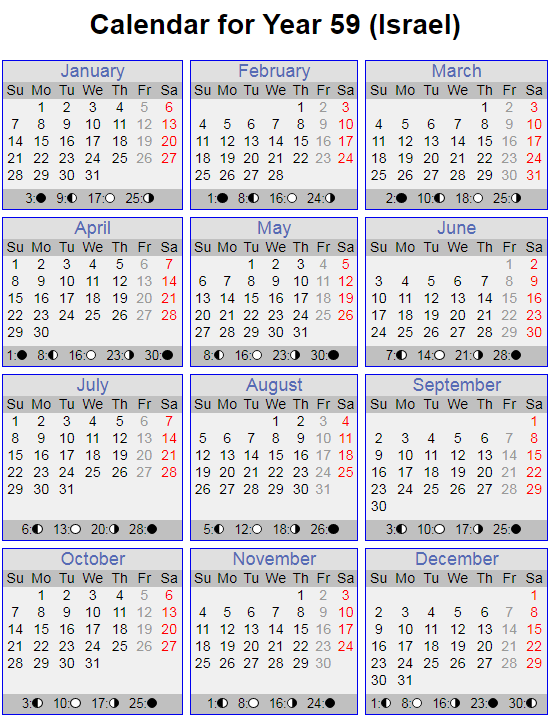 Calendar for Year 59 (Israel)
January
Su Mo Tu We Th Fr Sa
1 2 3 4 5 6
7 8 9 10 11 12 13
14 15 16 17 18 19 20
21 22 23 24 25 26 27
28 29 30 31
3:● 9:◐ 17:○ 25:◑
February
Su Mo Tu We Th Fr Sa
1 2 3
4 5 6 7 8 9 10
11 12 13 14 15 16 17
18 19 20 21 22 23 24
25 26 27 28
1:● 8:◐ 16:○ 24:◑
March
Su Mo Tu We Th Fr Sa
1 2 3
4 5 6 7 8 9 10
11 12 13 14 15 16 17
18 19 20 21 22 23 24
25 26 27 28 29 30 31
2:● 10:◐ 18:○ 25:◑
April
Su Mo Tu We Th Fr Sa
1 2 3 4 5 6 7
8 9 10 11 12 13 14
15 16 17 18 19 20 21
22 23 24 25 26 27 28
29 30
1:● 8:◐ 16:○ 23:◑ 30:●
May
Su Mo Tu We Th Fr Sa
1 2 3 4 5
6 7 8 9 10 11 12
13 14 15 16 17 18 19
20 21 22 23 24 25 26
27 28 29 30 31
8:◐ 16:○ 23:◑ 30:●
June
Su Mo Tu We Th Fr Sa
1 2
3 4 5 6 7 8 9
10 11 12 13 14 15 16
17 18 19 20 21 22 23
24 25 26 27 28 29 30
7:◐ 14:○ 21:◑ 28:●
July
Su Mo Tu We Th Fr Sa
1 2 3 4 5 6 7
8 9 10 11 12 13 14
15 16 17 18 19 20 21
22 23 24 25 26 27 28
29 30 31
6:◐ 13:○ 20:◑ 28:●
August
Su Mo Tu We Th Fr Sa
1 2 3 4
5 6 7 8 9 10 11
12 13 14 15 16 17 18
19 20 21 22 23 24 25
26 27 28 29 30 31
5:◐ 12:○ 18:◑ 26:●
September
Su Mo Tu We Th Fr Sa
1
2 3 4 5 6 7 8
9 10 11 12 13 14 15
16 17 18 19 20 21 22
23 24 25 26 27 28 29
30
3:◐ 10:○ 17:◑ 25:●
October
Su Mo Tu We Th Fr Sa
1 2 3 4 5 6
7 8 9 10 11 12 13
14 15 16 17 18 19 20
21 22 23 24 25 26 27
28 29 30 31
3:◐ 10:○ 17:◑ 25:●
November
Su Mo Tu We Th Fr Sa
1 2 3
4 5 6 7 8 9 10
11 12 13 14 15 16 17
18 19 20 21 22 23 24
25 26 27 28 29 30
1:◐ 8:○ 16:◑ 24:●
December
Su Mo Tu We Th Fr Sa
1
2 3 4 5 6 7 8
9 10 11 12 13 14 15
16 17 18 19 20 21 22
23 24 25 26 27 28 29
30 31
1:◐ 8:○ 16:◑ 23:● 30:◐